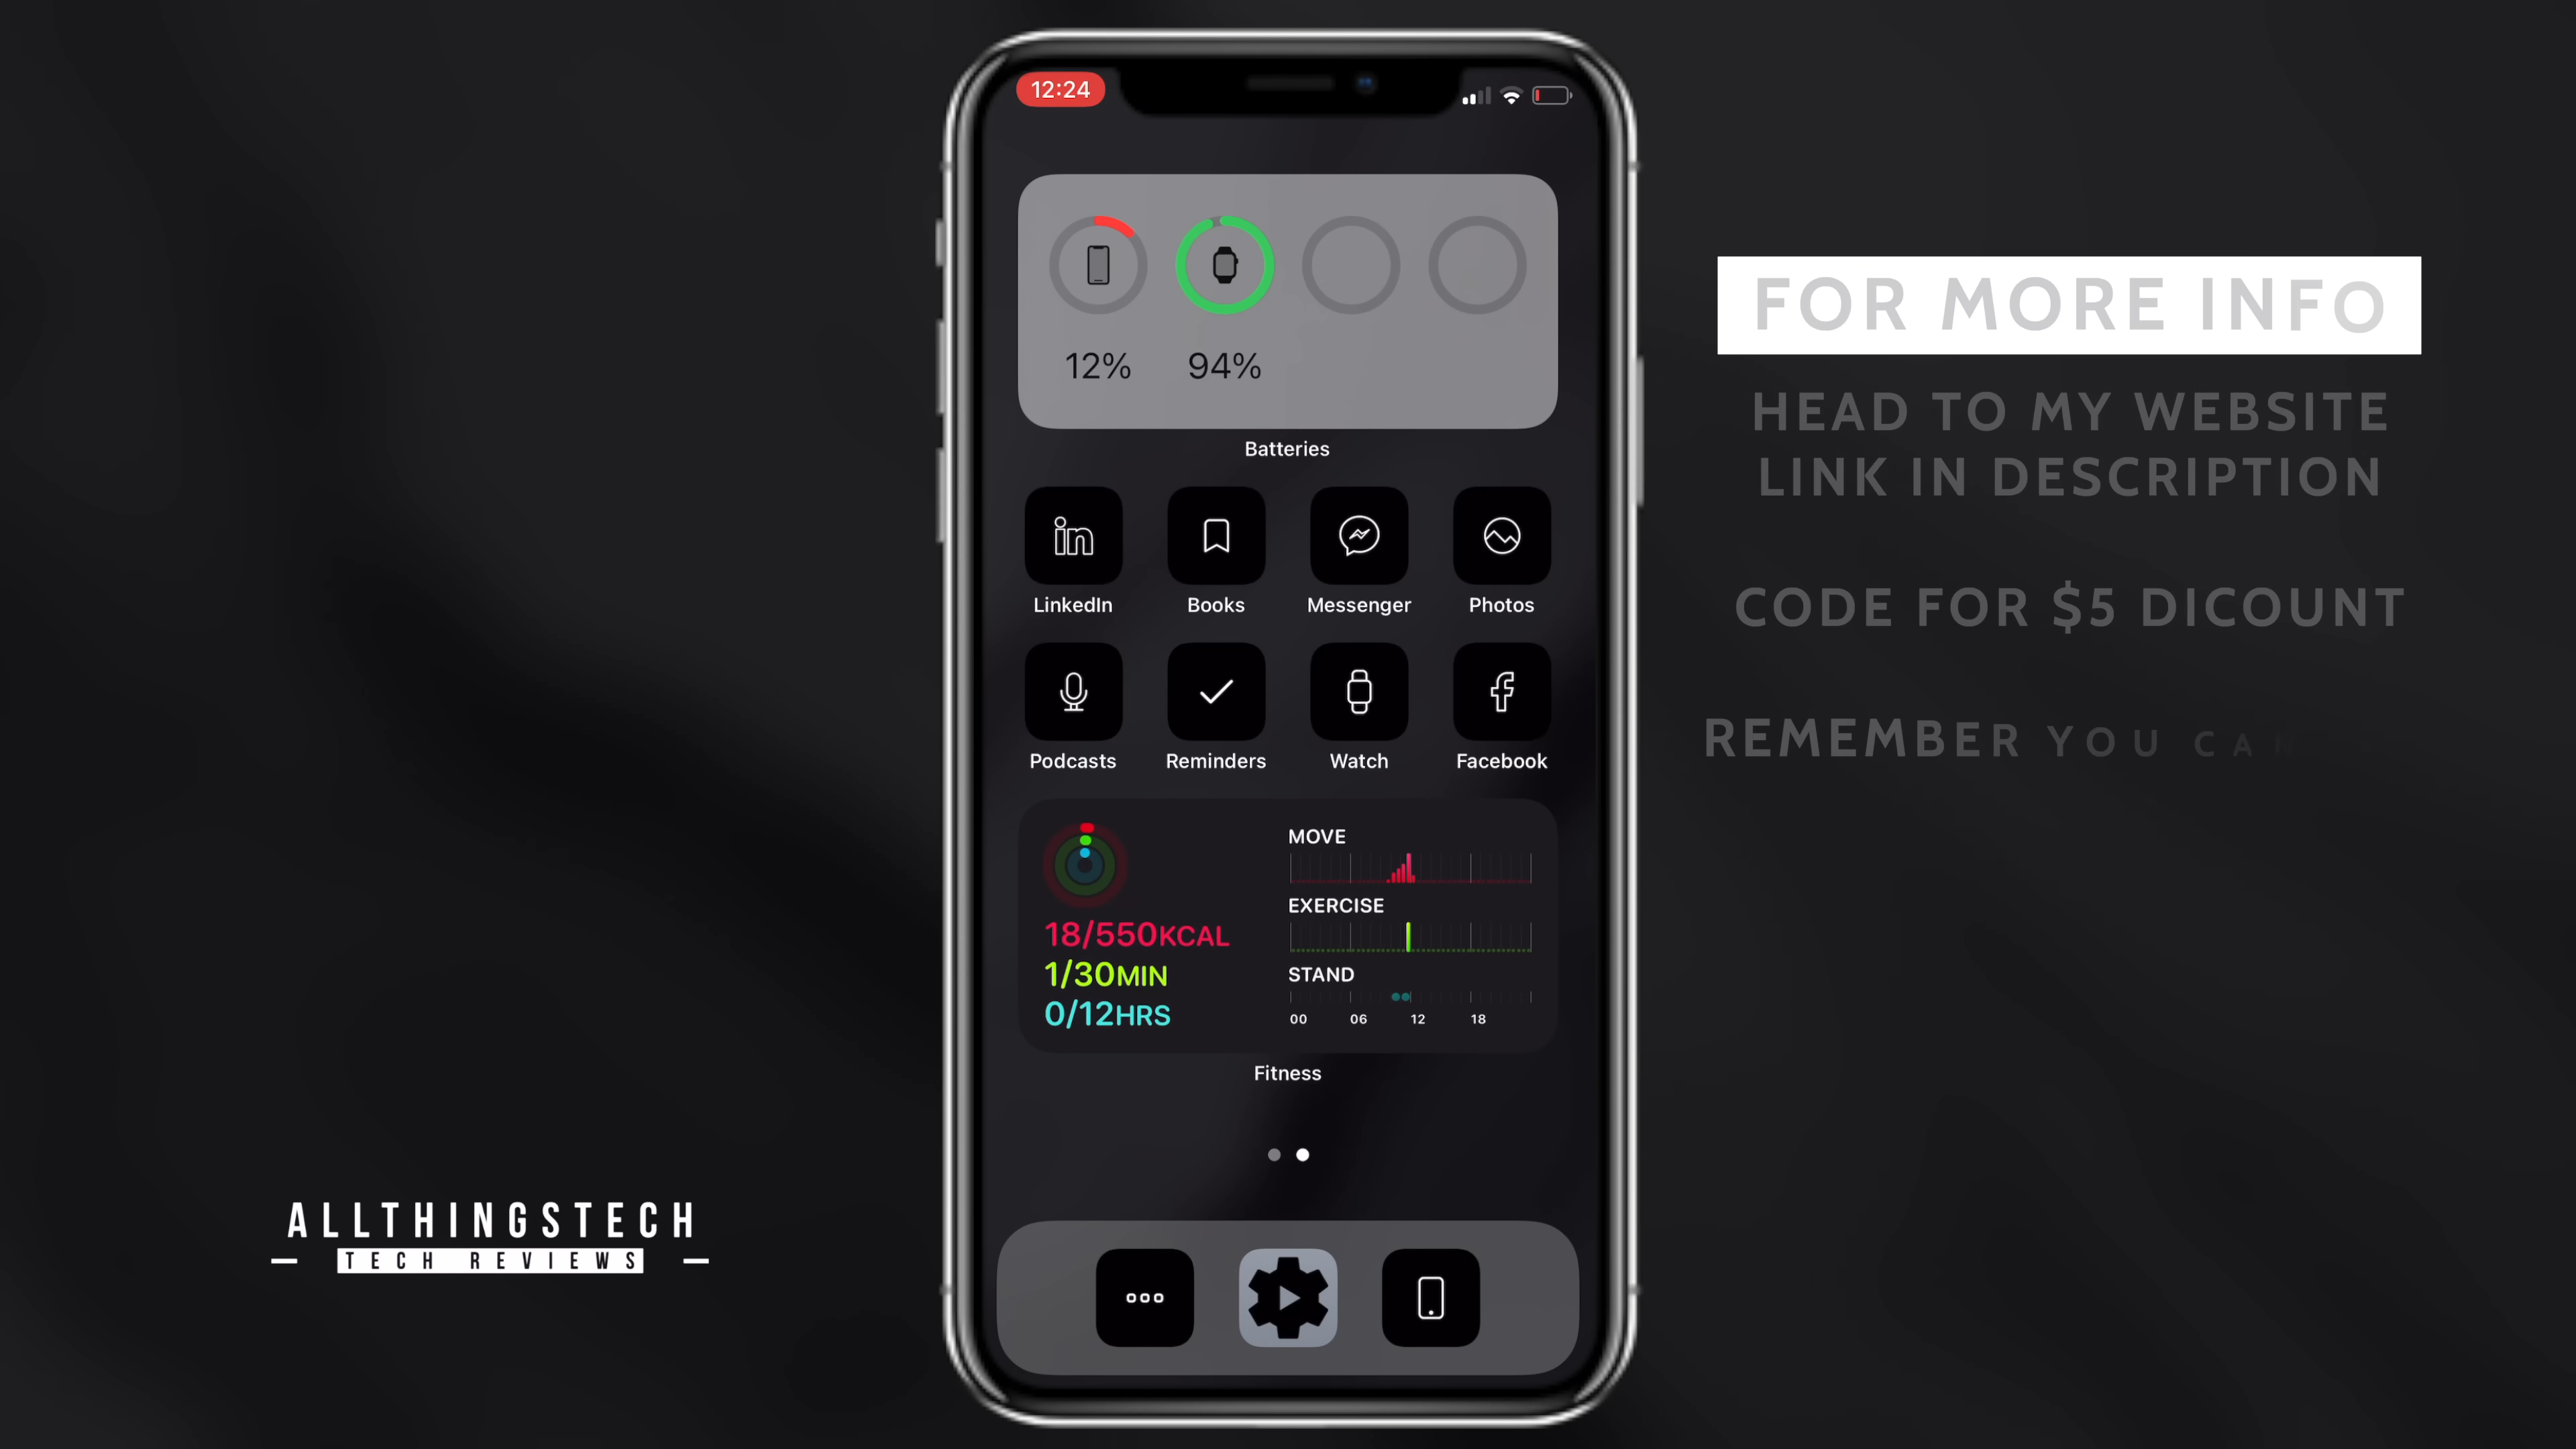 12:24
12%
94%
Batteries
LinkedIn
Books
Messenger
Photos
Podcasts
Reminders
Watch
Facebook
18/550KCAL
1/30MIN
0/12HRS
MOVE
EXERCISE
STAND
00 06 12 18
Fitness
FOR MORE INFO
HEAD TO MY WEBSITE
LINK IN DESCRIPTION
CODE FOR $5 DICOUNT
REMEMBER YOU CAN
ALLTHINGSTECH
TECH REVIEWS